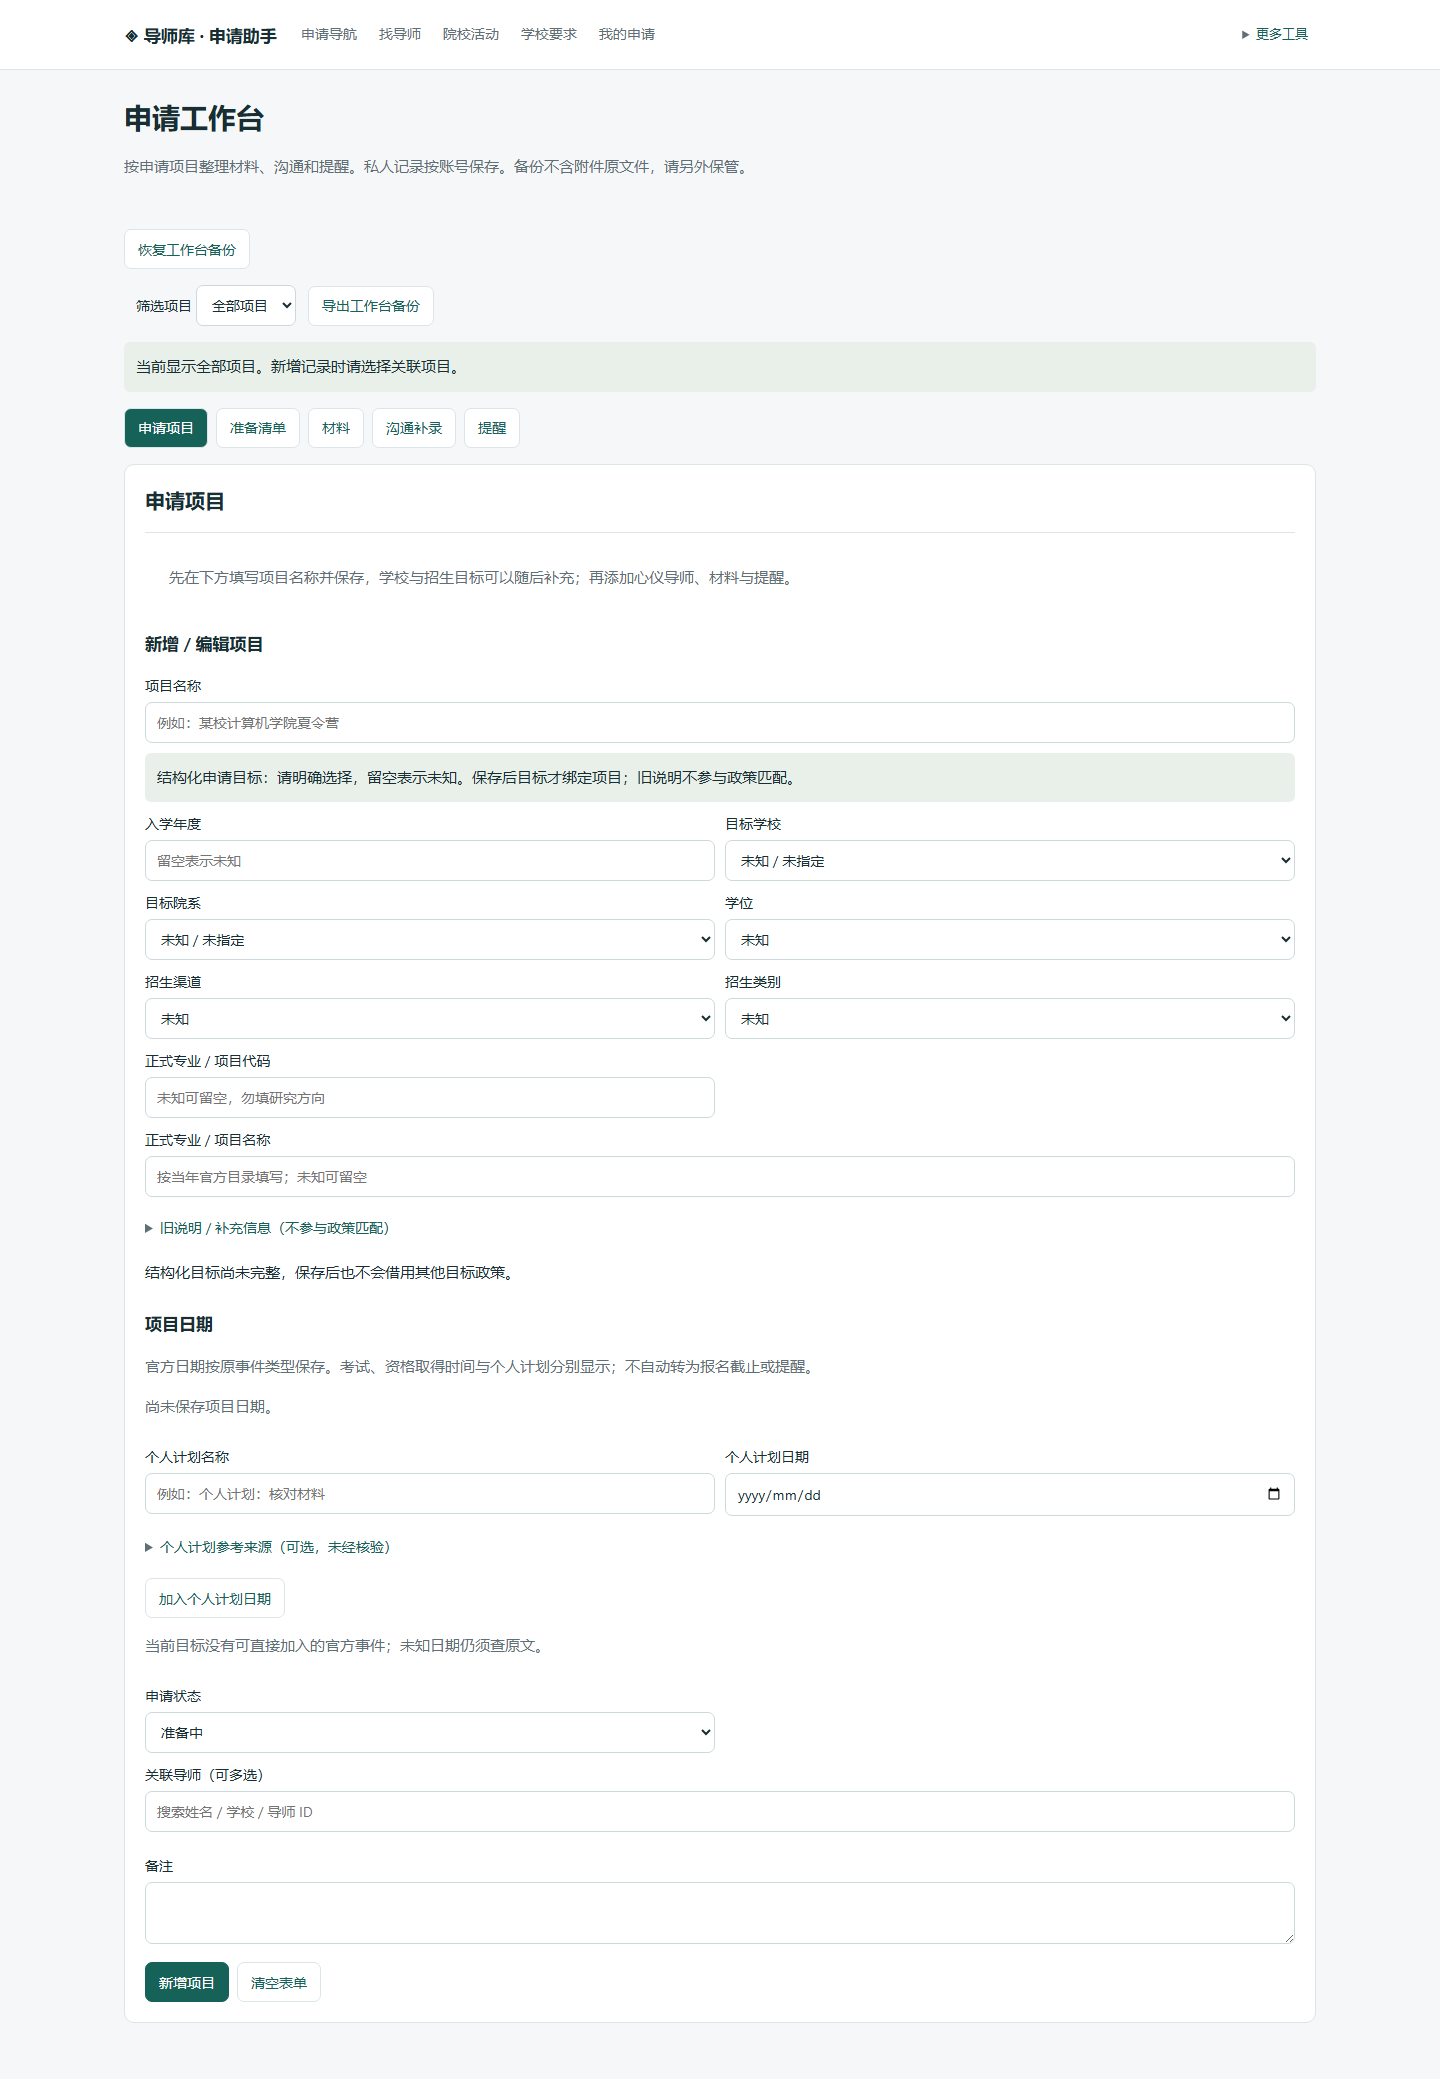 ◈ 导师库 · 申请助手 申请导航 找导师 院校活动 学校要求 我的申请 ▶ 更多工具
申请工作台
按申请项目整理材料、沟通和提醒。私人记录按账号保存。备份不含附件原文件，请另外保管。
恢复工作台备份
筛选项目 全部项目 导出工作台备份
当前显示全部项目。新增记录时请选择关联项目。
申请项目 准备清单 材料 沟通补录 提醒
申请项目
先在下方填写项目名称并保存，学校与招生目标可以随后补充；再添加心仪导师、材料与提醒。
新增 / 编辑项目
项目名称
例如：某校计算机学院夏令营
结构化申请目标：请明确选择，留空表示未知。保存后目标才绑定项目；旧说明不参与政策匹配。
入学年度 目标学校
留空表示未知 未知 / 未指定
目标院系 学位
未知 / 未指定 未知
招生渠道 招生类别
未知 未知
正式专业 / 项目代码
未知可留空，勿填研究方向
正式专业 / 项目名称
按当年官方目录填写；未知可留空
▶ 旧说明 / 补充信息（不参与政策匹配）
结构化目标尚未完整，保存后也不会借用其他目标政策。
项目日期
官方日期按原事件类型保存。考试、资格取得时间与个人计划分别显示；不自动转为报名截止或提醒。
尚未保存项目日期。
个人计划名称 个人计划日期
例如：个人计划：核对材料 yyyy/mm/dd
▶ 个人计划参考来源（可选，未经核验）
加入个人计划日期
当前目标没有可直接加入的官方事件；未知日期仍须查原文。
申请状态
准备中
关联导师（可多选）
搜索姓名 / 学校 / 导师 ID
备注
新增项目 清空表单